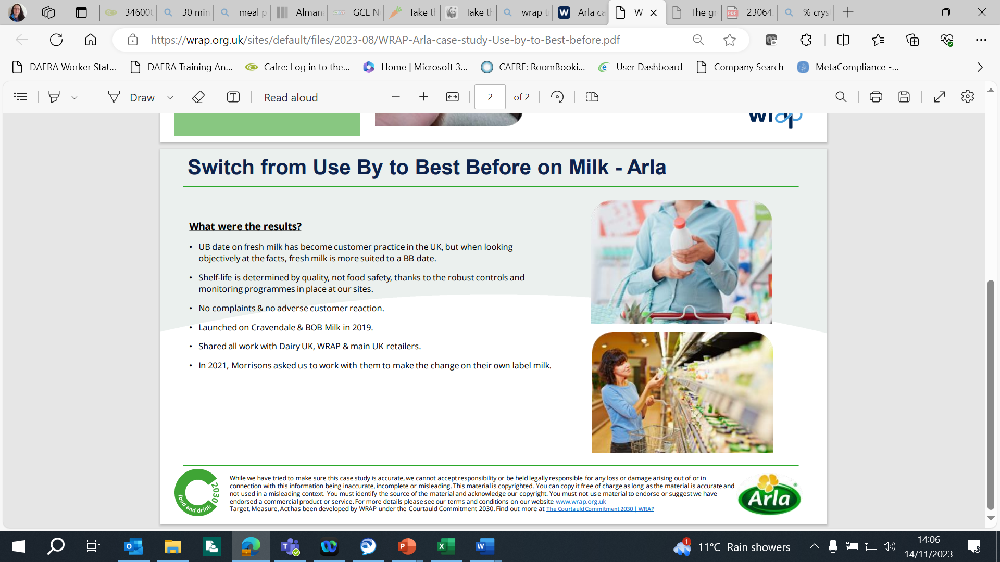 346000
30 min
meal p
Alman
GCE N
Take th
Take th
wrap t
Arla ca
W
The gr
23064.
% crys
https://wrap.org.uk/sites/default/files/2023-08/WRAP-Arla-case-study-Use-by-to-Best-before.pdf
DAERA Worker Stat...
DAERA Training An...
Cafre: Log in to the...
Home | Microsoft 3...
CAFRE: RoomBooki...
User Dashboard
Company Search
MetaCompliance -...
Draw
Read aloud
2
of 2
wrap
Switch from Use By to Best Before on Milk - Arla
What were the results?
• UB date on fresh milk has become customer practice in the UK, but when looking
objectively at the facts, fresh milk is more suited to a BB date.
• Shelf-life is determined by quality, not food safety, thanks to the robust controls and
monitoring programmes in place at our sites.
• No complaints & no adverse customer reaction.
• Launched on Cravendale & BOB Milk in 2019.
• Shared all work with Dairy UK, WRAP & main UK retailers.
• In 2021, Morrisons asked us to work with them to make the change on their own label milk.
2030
food and drink
While we have tried to make sure this case study is accurate, we cannot accept responsibility or be held legally responsible for any loss or damage arising out of or in
connection with this information being inaccurate, incomplete or misleading. This material is copyrighted. You can copy it free of charge as long as the material is accurate and
not used in a misleading context. You must identify the source of the material and acknowledge our copyright. You must not use material to endorse or suggest we have
endorsed a commercial product or service. For more details please see our terms and conditions on our website www.wrap.org.uk
Target, Measure, Act has been developed by WRAP under the Courtauld Commitment 2030. Find out more at The Courtauld Commitment 2030 | WRAP
Arla
11°C Rain showers
14:06
14/11/2023